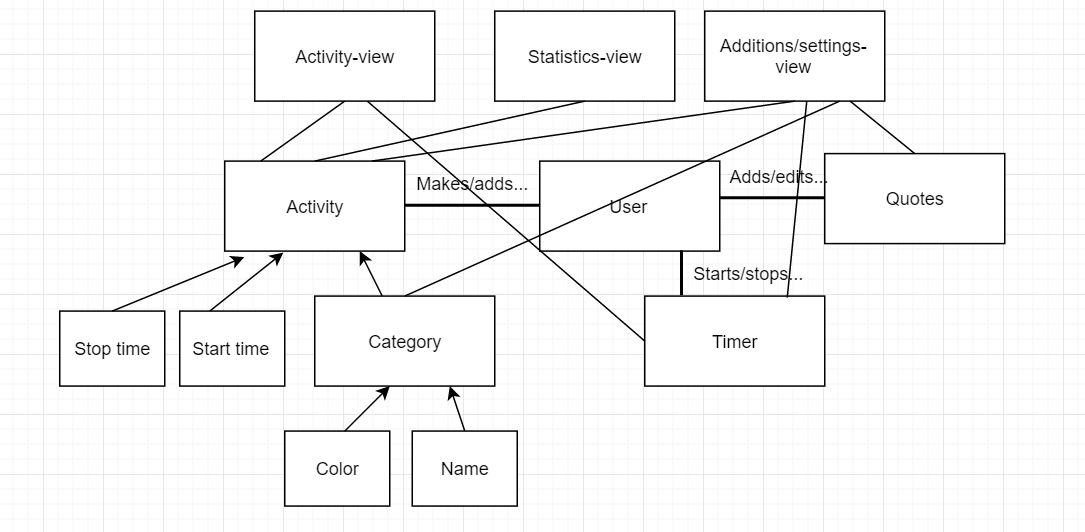 Activity-view
Statistics-view
Additions/settings-
view
Makes/adds...
Adds/edits...
Activity
User
Quotes
Starts/stops...
Stop time
Start time
Category
Timer
Color
Name